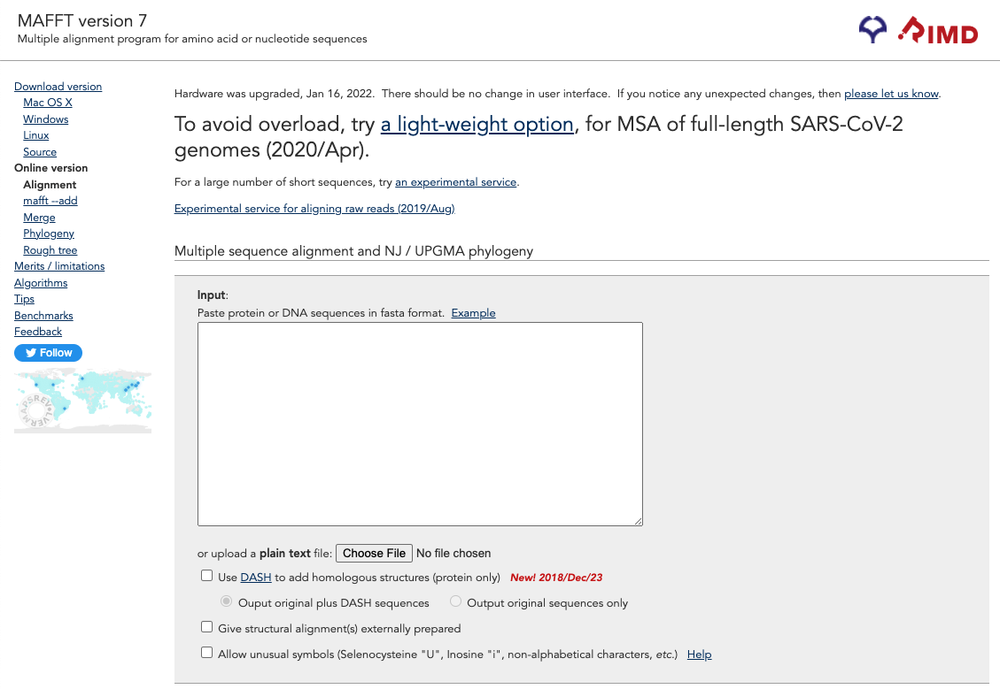 MAFFT version 7
Multiple alignment program for amino acid or nucleotide sequences
IMD
Download version
Mac OS X
Windows
Linux
Source
Online version
Alignment
mafft --add
Merge
Phylogeny
Rough tree
Merits / limitations
Algorithms
Tips
Benchmarks
Feedback
Follow
MAPSREVOLVER
Hardware was upgraded, Jan 16, 2022.  There should be no change in user interface.  If you notice any unexpected changes, then please let us know.
To avoid overload, try a light-weight option, for MSA of full-length SARS-CoV-2
genomes (2020/Apr).
For a large number of short sequences, try an experimental service.
Experimental service for aligning raw reads (2019/Aug)
Multiple sequence alignment and NJ / UPGMA phylogeny
Input:
Paste protein or DNA sequences in fasta format.  Example
or upload a plain text file: Choose File No file chosen
Use DASH to add homologous structures (protein only)  New! 2018/Dec/23
Ouput original plus DASH sequences  Output original sequences only
Give structural alignment(s) externally prepared
Allow unusual symbols (Selenocysteine "U", Inosine "i", non-alphabetical characters, etc.)  Help